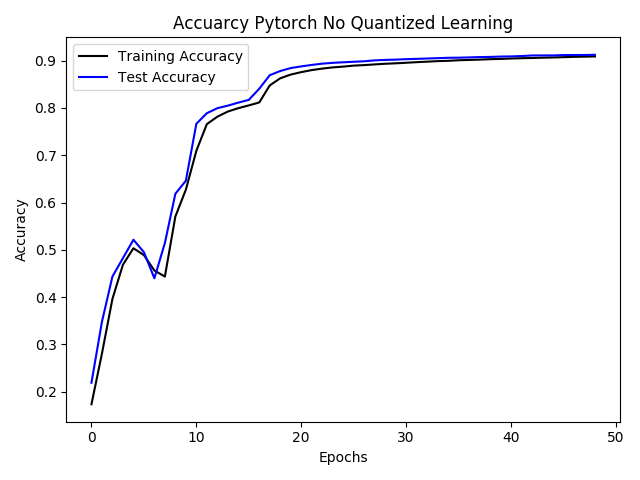 Accuarcy Pytorch No Quantized Learning
Training Accuracy
Test Accuracy
Accuracy
0.9
0.8
0.7
0.6
0.5
0.4
0.3
0.2
0 10 20 30 40 50
Epochs